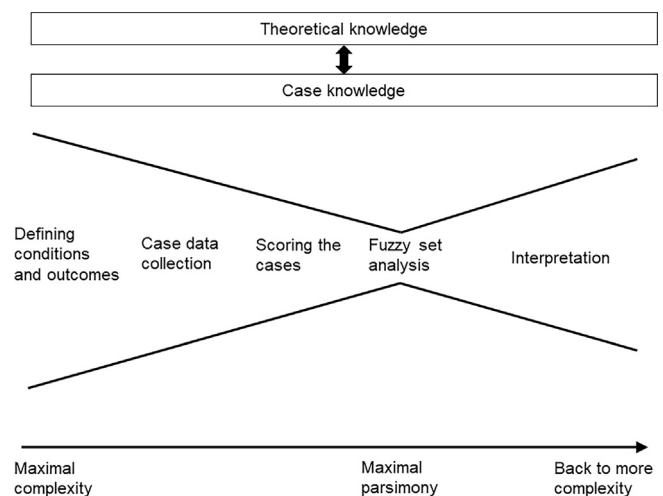 Theoretical knowledge
Case knowledge
Defining
conditions
and outcomes
Case data
collection
Scoring the
cases
Fuzzy set
analysis
Interpretation
Maximal
complexity
Maximal
parsimony
Back to more
complexity